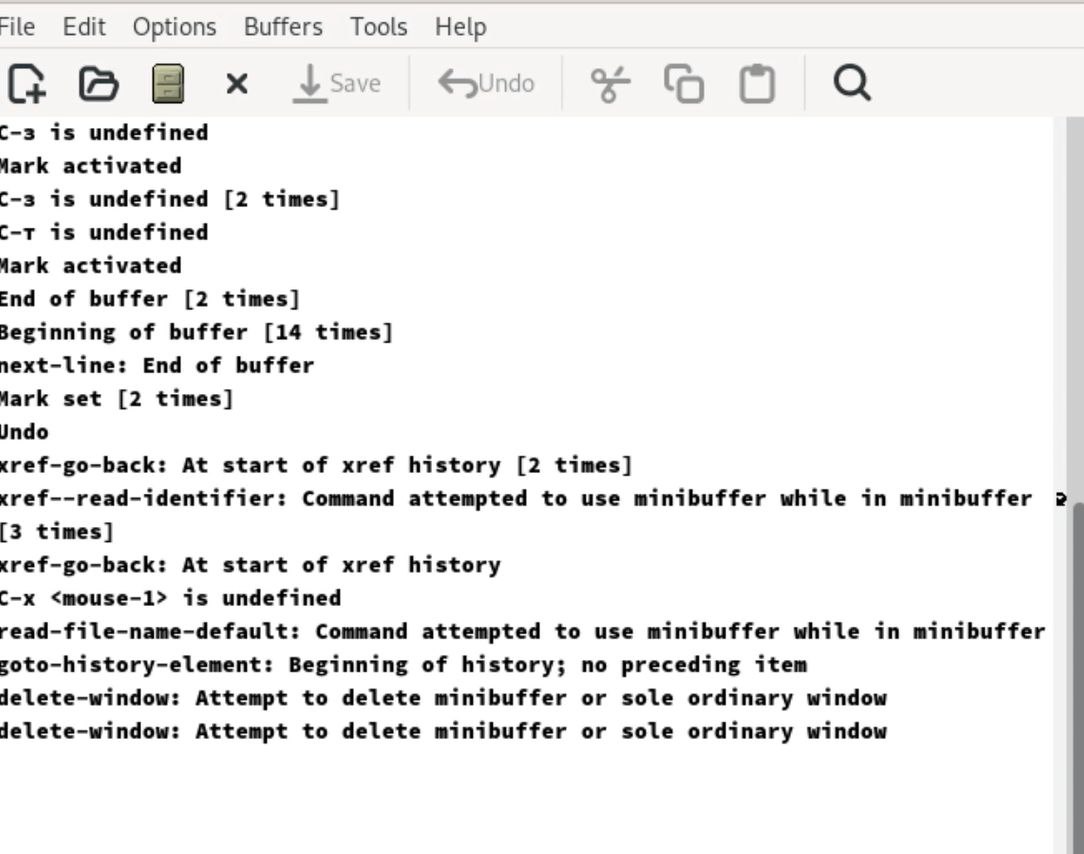 File Edit Options Buffers Tools Help
Save Undo
C-з is undefined
Mark activated
C-з is undefined [2 times]
C-т is undefined
Mark activated
End of buffer [2 times]
Beginning of buffer [14 times]
next-line: End of buffer
Mark set [2 times]
Undo
xref-go-back: At start of xref history [2 times]
xref--read-identifier: Command attempted to use minibuffer while in minibuffer
[3 times]
xref-go-back: At start of xref history
C-x <mouse-1> is undefined
read-file-name-default: Command attempted to use minibuffer while in minibuffer
goto-history-element: Beginning of history; no preceding item
delete-window: Attempt to delete minibuffer or sole ordinary window
delete-window: Attempt to delete minibuffer or sole ordinary window